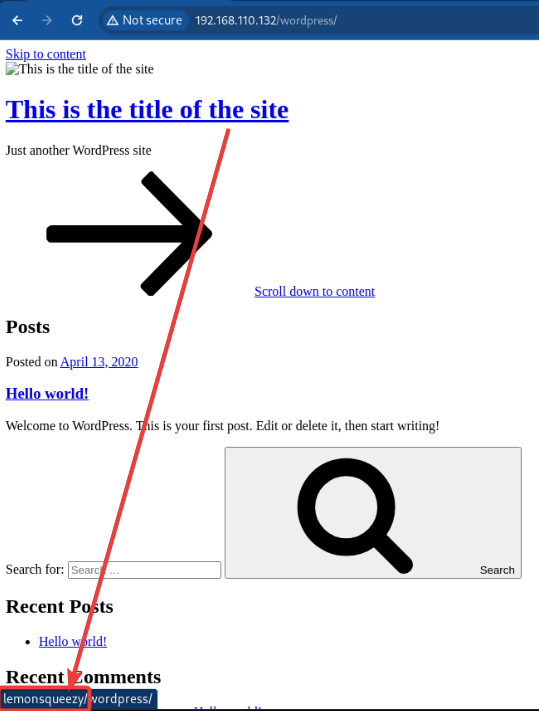 Not secure 192.168.110.132/wordpress/
Skip to content
This is the title of the site
This is the title of the site
Just another WordPress site
Scroll down to content
Posts
Posted on April 13, 2020
Hello world!
Welcome to WordPress. This is your first post. Edit or delete it, then start writing!
Search for: Search … Search
Recent Posts
Hello world!
Recent Comments
lemonsqueezy/wordpress/